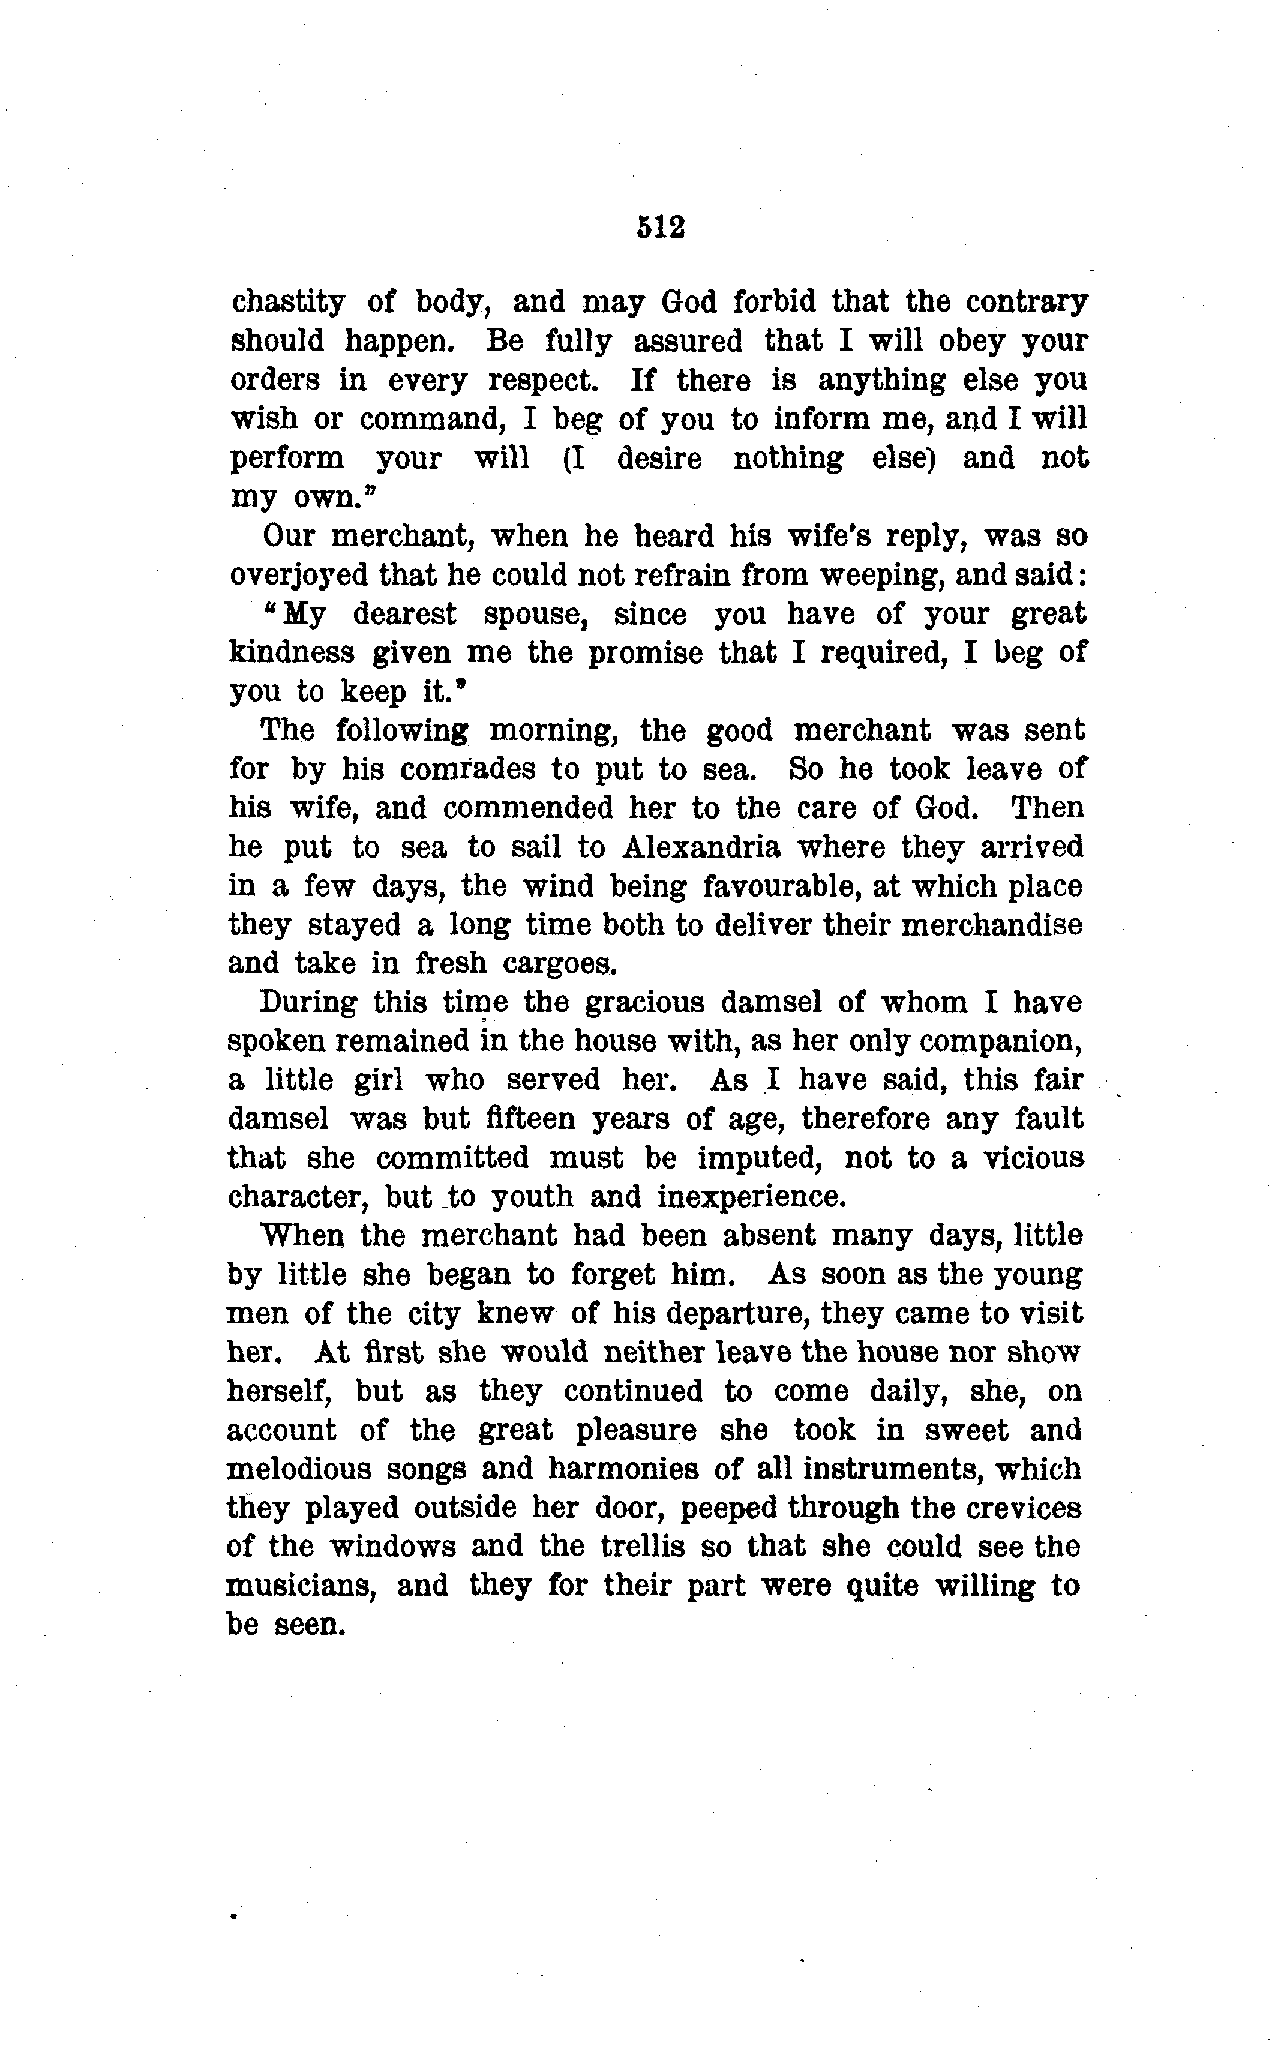 512
chastity of body, and may God forbid that the contrary
should happen. Be fully assured that I will obey your
orders in every respect. If there is anything else you
wish or command, I beg of you to inform me, and I will
perform your will (I desire nothing else) and not
my own."
Our merchant, when he heard his wife's reply, was so
overjoyed that he could not refrain from weeping, and said:
"My dearest spouse, since you have of your great
kindness given me the promise that I required, I beg of
you to keep it."
The following morning, the good merchant was sent
for by his comrades to put to sea. So he took leave of
his wife, and commended her to the care of God. Then
he put to sea to sail to Alexandria where they arrived
in a few days, the wind being favourable, at which place
they stayed a long time both to deliver their merchandise
and take in fresh cargoes.
During this time the gracious damsel of whom I have
spoken remained in the house with, as her only companion,
a little girl who served her. As I have said, this fair
damsel was but fifteen years of age, therefore any fault
that she committed must be imputed, not to a vicious
character, but to youth and inexperience.
When the merchant had been absent many days, little
by little she began to forget him. As soon as the young
men of the city knew of his departure, they came to visit
her. At first she would neither leave the house nor show
herself, but as they continued to come daily, she, on
account of the great pleasure she took in sweet and
melodious songs and harmonies of all instruments, which
they played outside her door, peeped through the crevices
of the windows and the trellis so that she could see the
musicians, and they for their part were quite willing to
be seen.